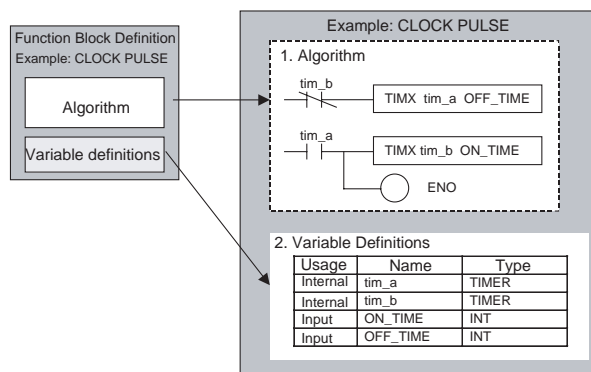 Function Block Definition
Example: CLOCK PULSE
Algorithm
Variable definitions
Example: CLOCK PULSE
1. Algorithm
tim_b
TIMX tim_a OFF_TIME
tim_a
TIMX tim_b ON_TIME
ENO
2. Variable Definitions
Usage Name Type
Internal tim_a TIMER
Internal tim_b TIMER
Input ON_TIME INT
Input OFF_TIME INT